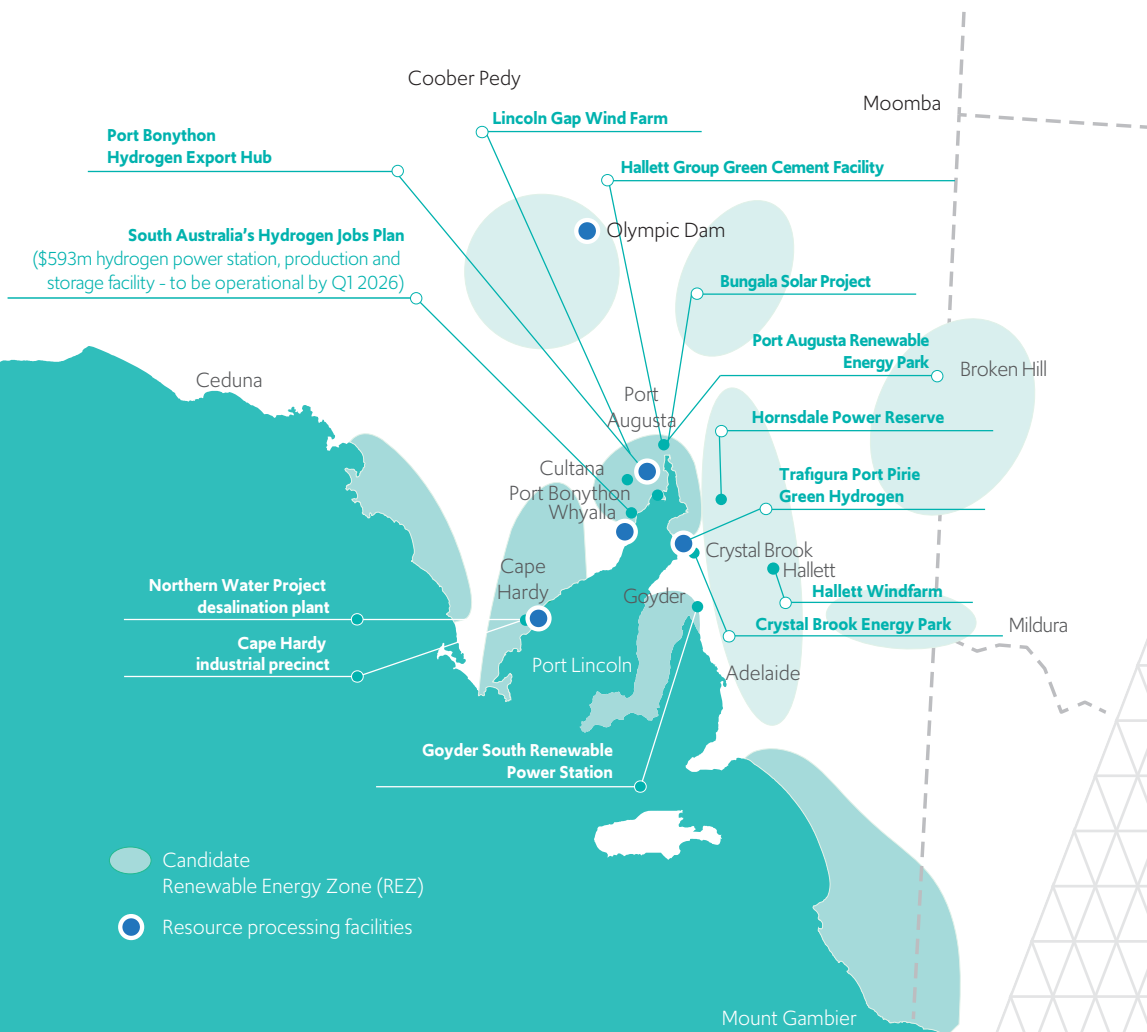 Coober Pedy
Moomba
Lincoln Gap Wind Farm
Port Bonython
Hydrogen Export Hub
Hallett Group Green Cement Facility
South Australia's Hydrogen Jobs Plan
($593m hydrogen power station, production and
storage facility - to be operational by Q1 2026)
Olympic Dam
Bungala Solar Project
Port Augusta Renewable
Energy Park
Broken Hill
Ceduna
Port
Augusta
Hornsdale Power Reserve
Cultana
Port Bonython
Whyalla
Trafigura Port Pirie
Green Hydrogen
Crystal Brook
Hallett
Cape
Hardy
Goyder
Hallett Windfarm
Northern Water Project
desalination plant
Crystal Brook Energy Park
Mildura
Cape Hardy
industrial precinct
Port Lincoln
Adelaide
Goyder South Renewable
Power Station
Candidate
Renewable Energy Zone (REZ)
Resource processing facilities
Mount Gambier